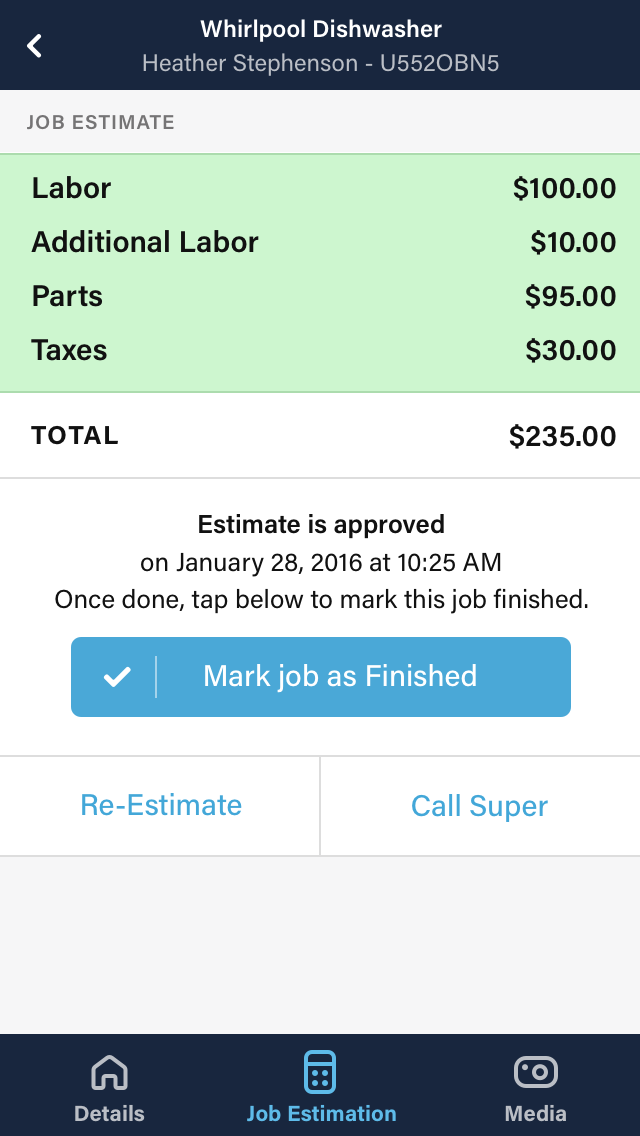 Whirlpool Dishwasher
Heather Stephenson - U552OBN5
JOB ESTIMATE
Labor $100.00
Additional Labor $10.00
Parts $95.00
Taxes $30.00
TOTAL $235.00
Estimate is approved
on January 28, 2016 at 10:25 AM
Once done, tap below to mark this job finished.
Mark job as Finished
Re-Estimate Call Super
Details Job Estimation Media